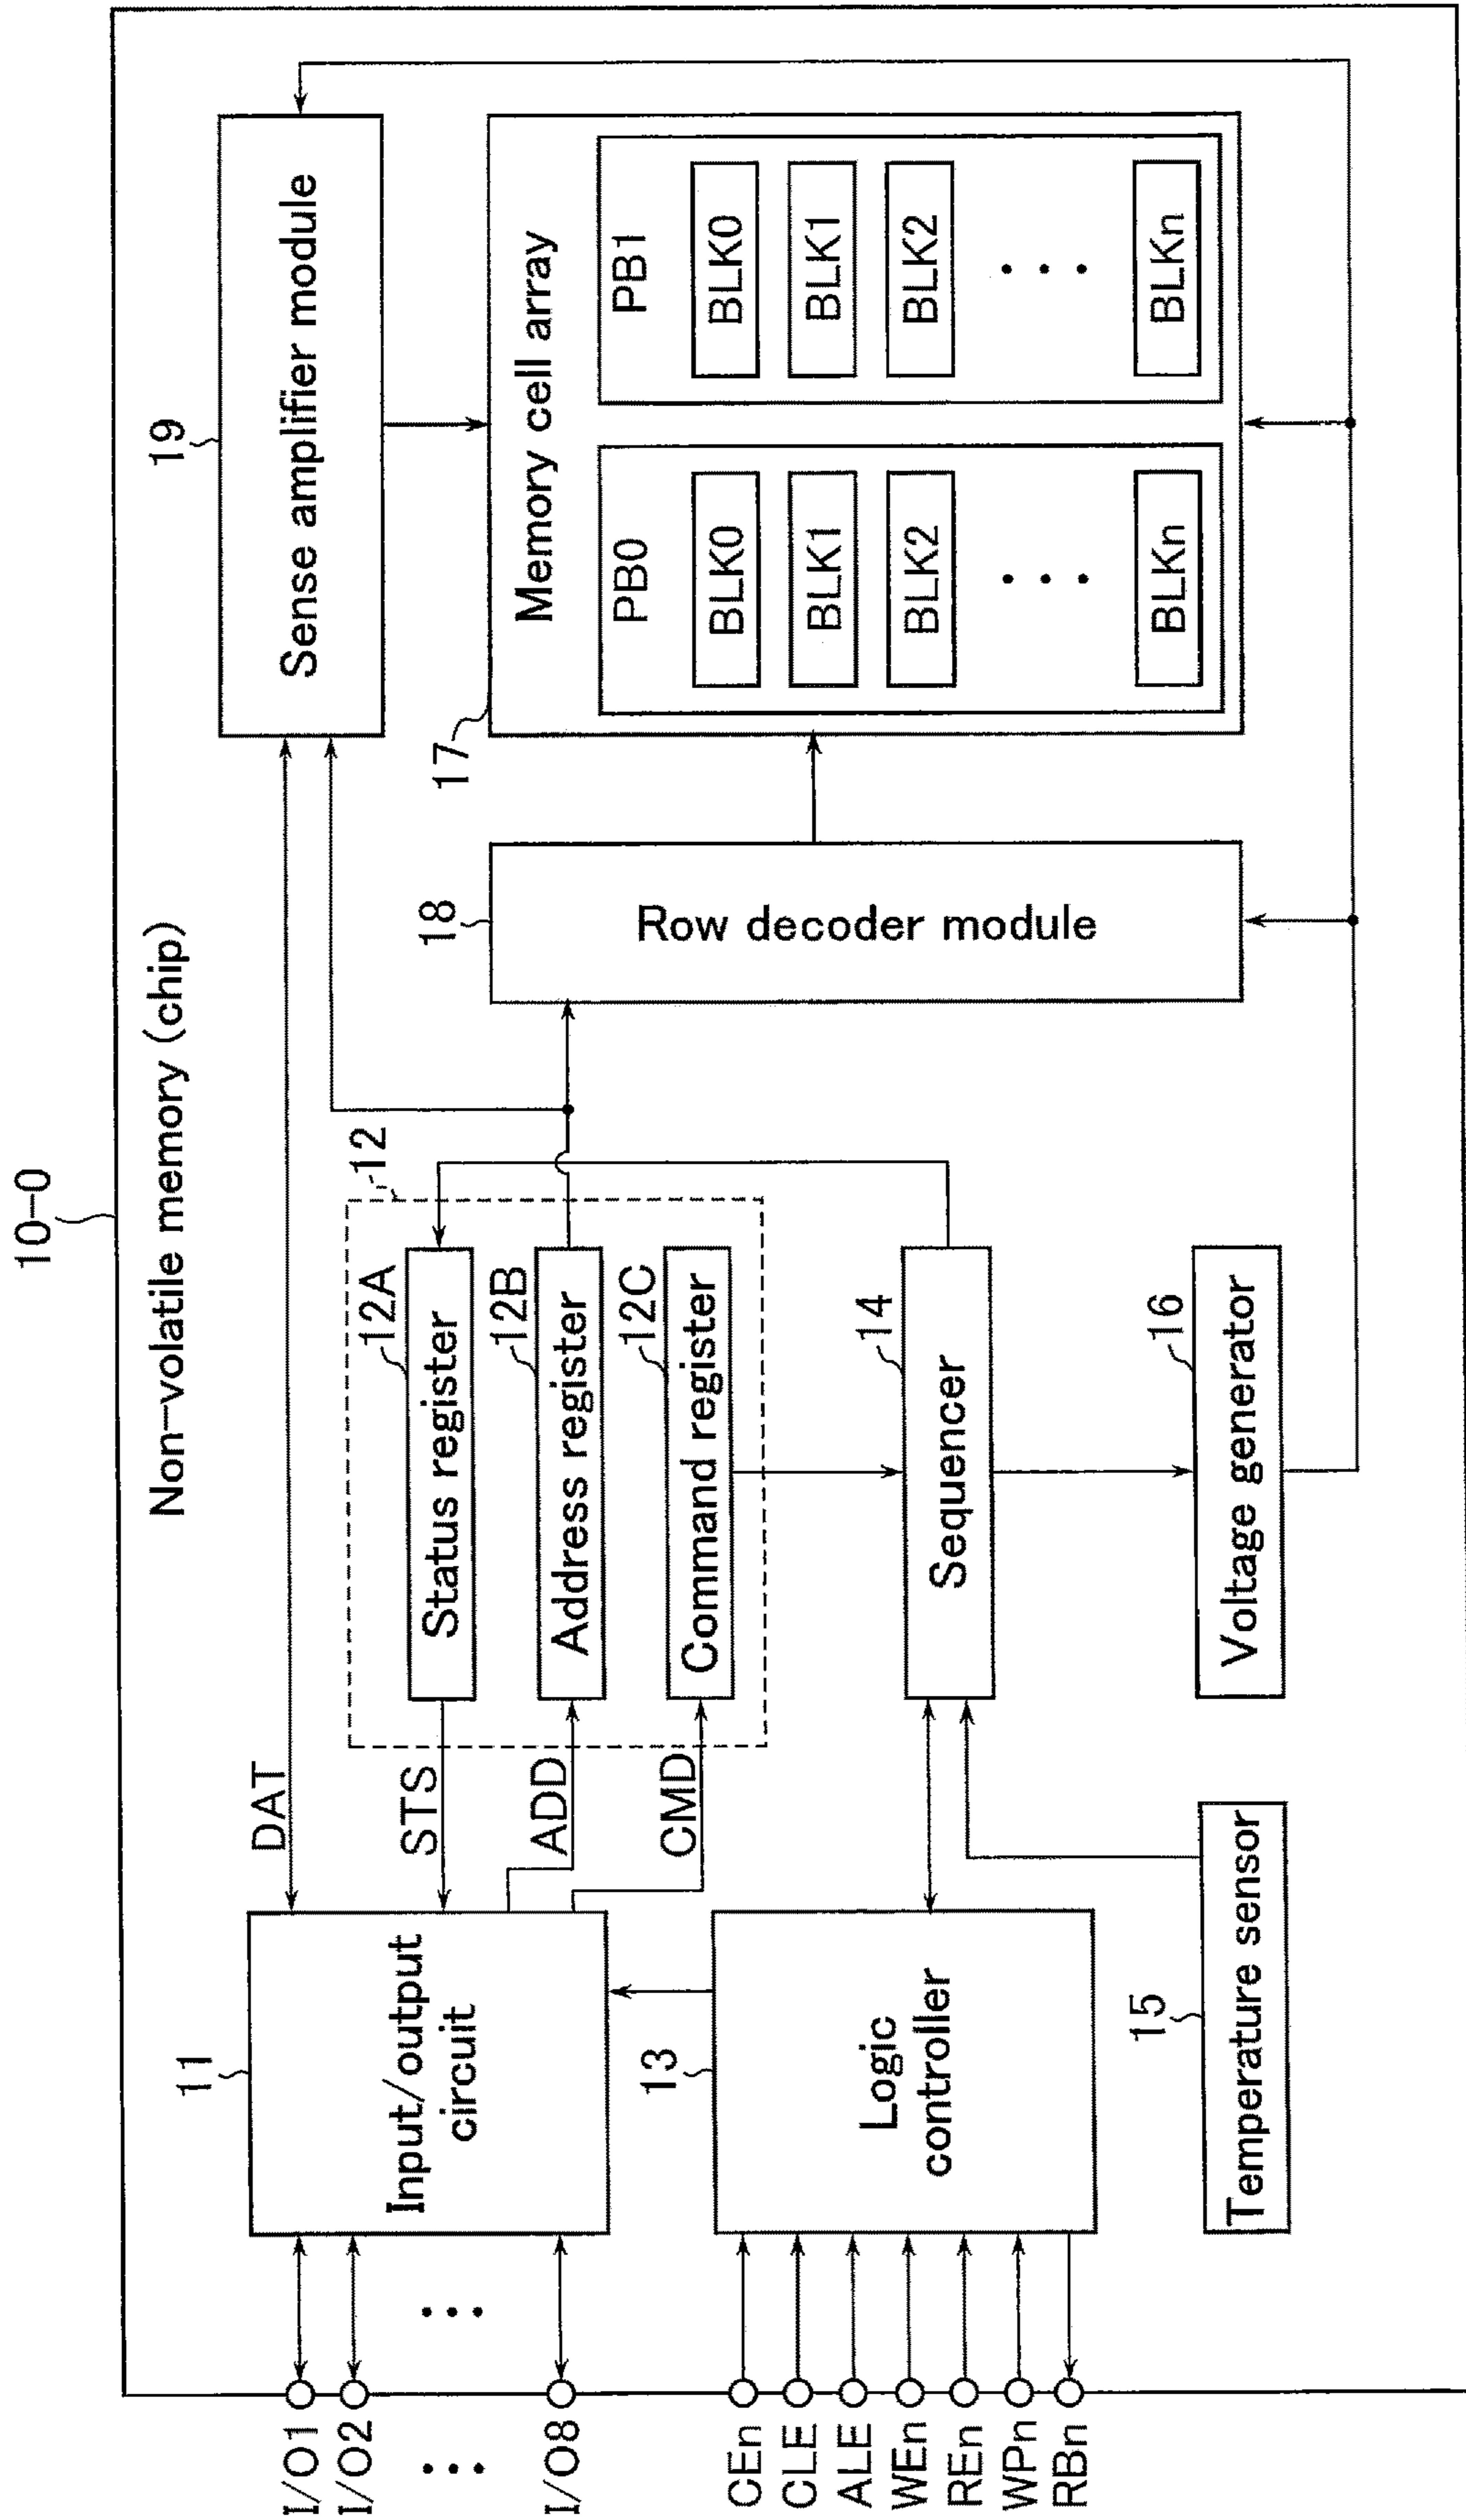 10-0
Non-volatile memory (chip)
I/O1
I/O2
I/O8
CEn
CLE
ALE
WEn
REn
WPn
RBn
11
Input/output
circuit
13
Logic
controller
15
Temperature sensor
DAT
STS
ADD
CMD
12
12A
Status register
12B
Address register
12C
Command register
14
Sequencer
16
Voltage generator
18
Row decoder module
19
Sense amplifier module
17
Memory cell array
PB0
BLK0
BLK1
BLK2
BLKn
PB1
BLK0
BLK1
BLK2
BLKn